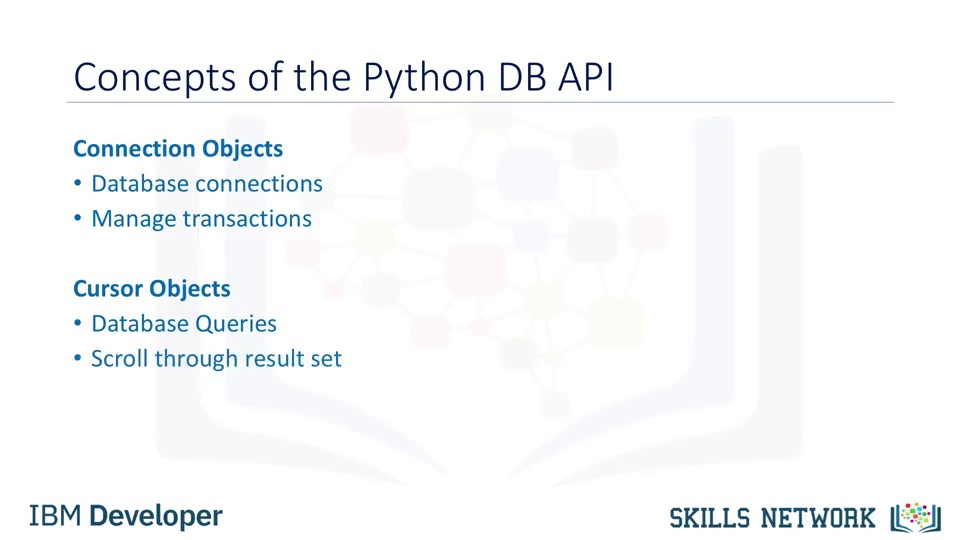 Concepts of the Python DB API
Connection Objects
• Database connections
• Manage transactions
Cursor Objects
• Database Queries
• Scroll through result set
IBM Developer
SKILLS NETWORK